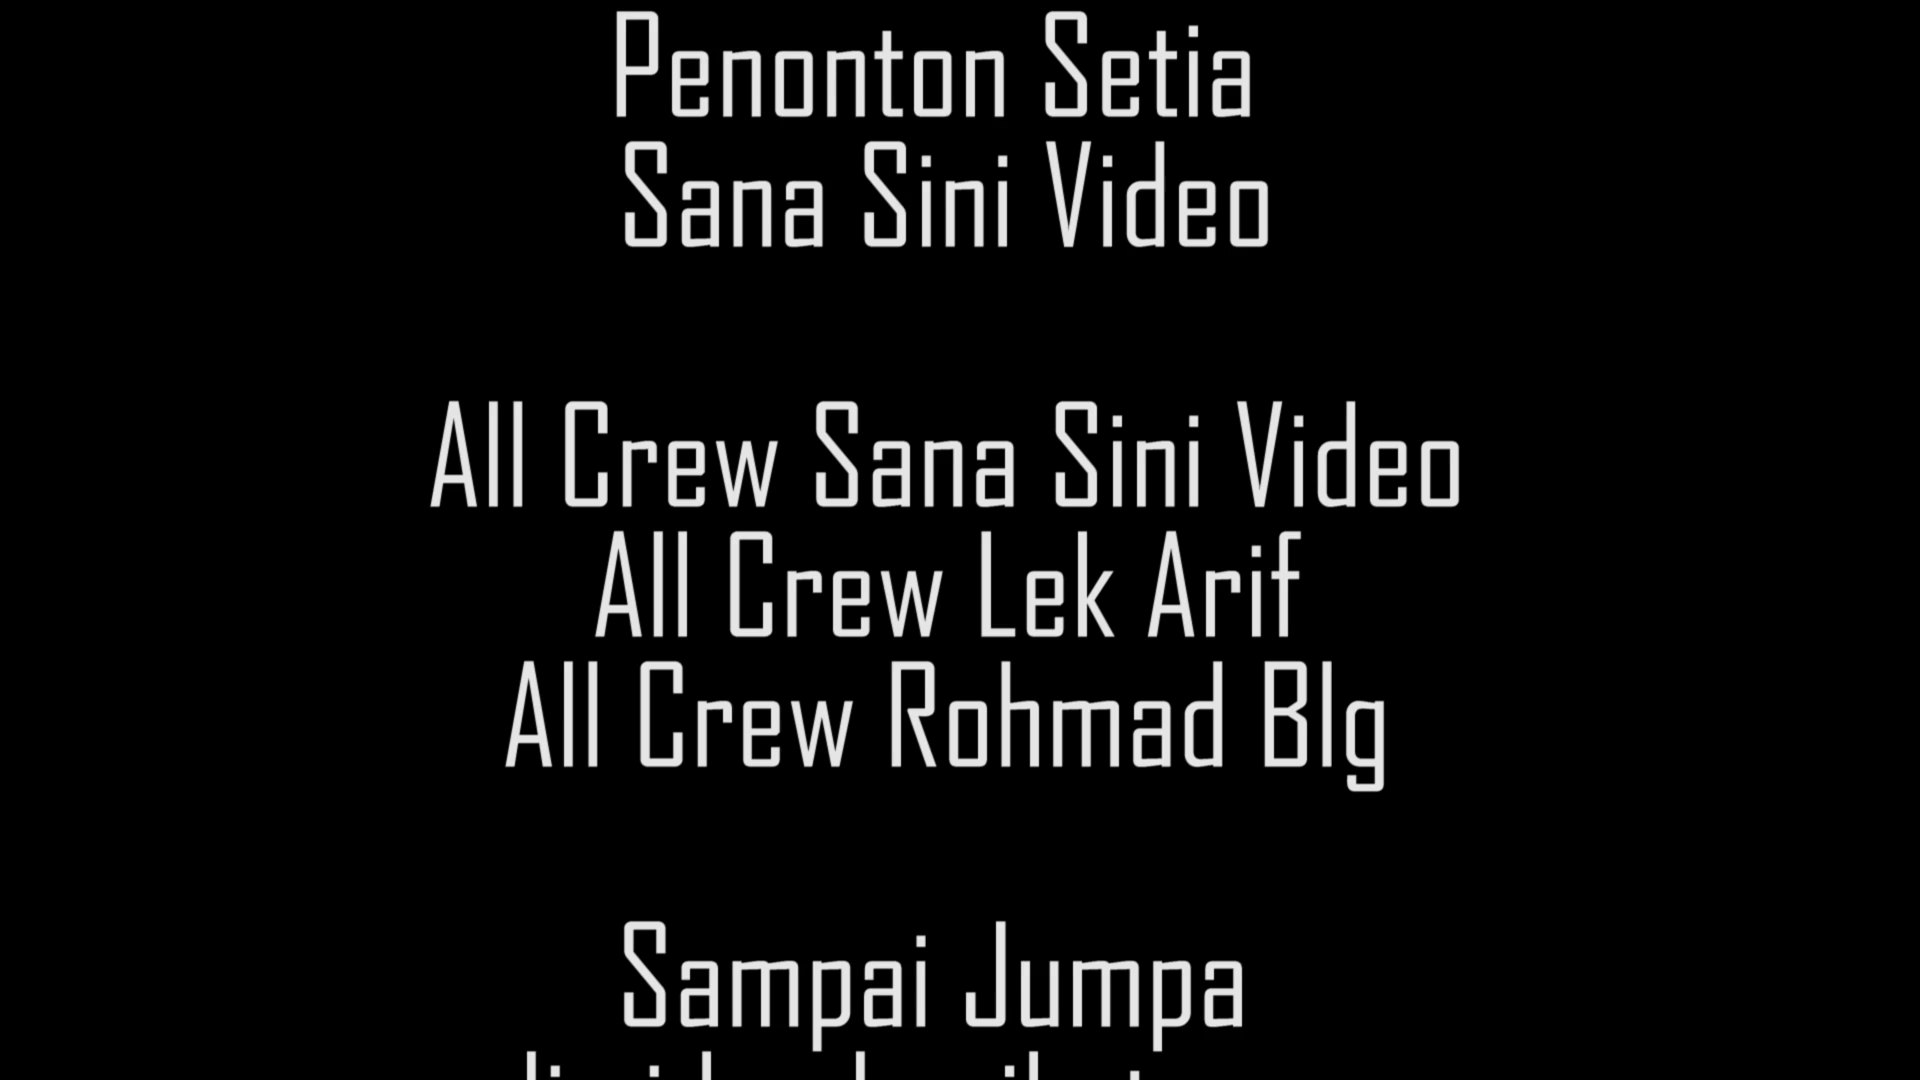 Penonton Setia
Sana Sini Video
All Crew Sana Sini Video
All Crew Lek Arif
All Crew Rohmad Blg
Sampai Jumpa